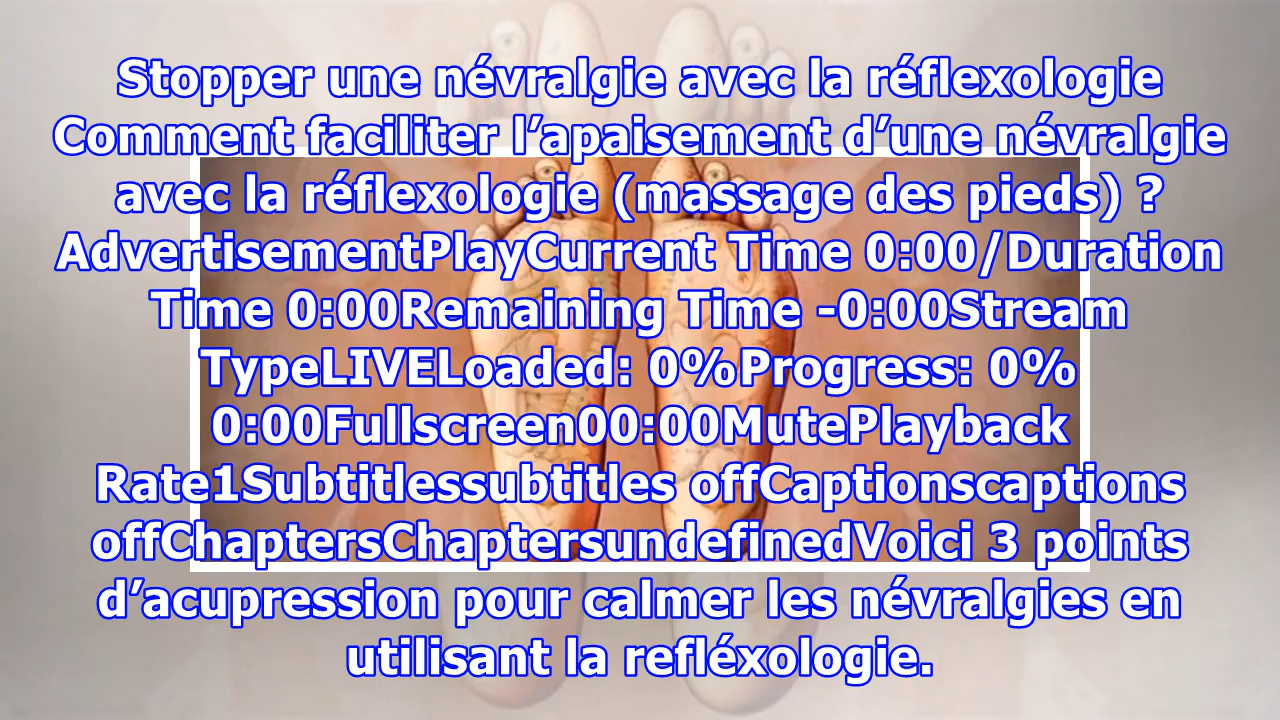 Stopper une névralgie avec la réflexologie
Comment faciliter l’apaisement d’une névralgie
avec la réflexologie (massage des pieds) ?
AdvertisementPlayCurrent Time 0:00/Duration
Time 0:00Remaining Time -0:00Stream
TypeLIVELoaded: 0%Progress: 0%
0:00Fullscreen00:00MutePlayback
Rate1Subtitlessubtitles offCaptionscaptions
offChaptersChaptersundefinedVoici 3 points
d’acupression pour calmer les névralgies en
utilisant la refléxologie.